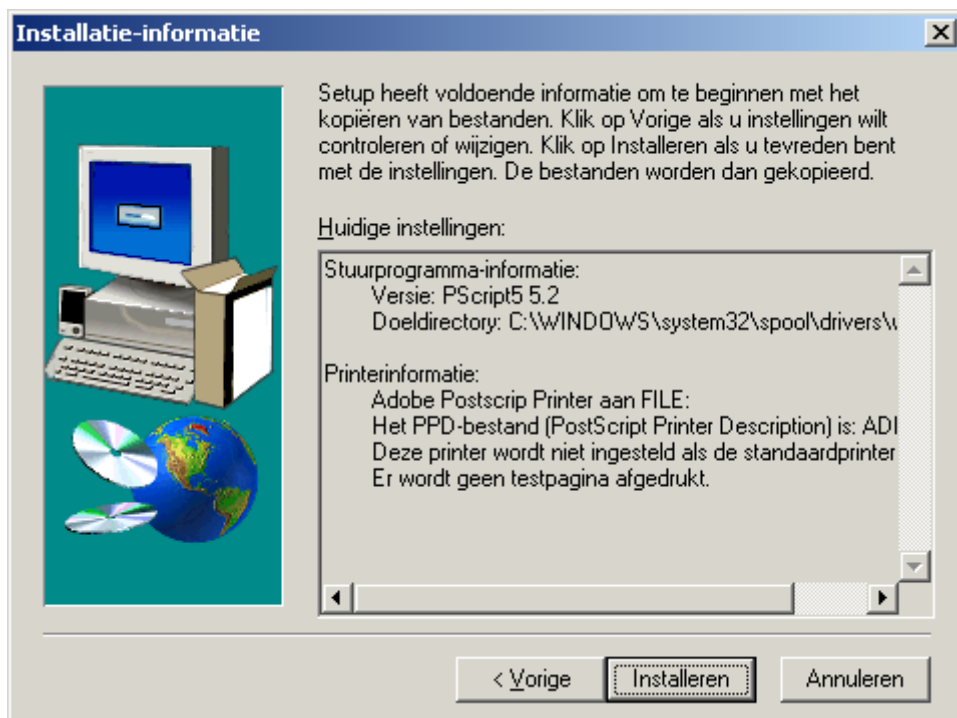 Installatie-informatie
Setup heeft voldoende informatie om te beginnen met het
kopiëren van bestanden. Klik op Vorige als u instellingen wilt
controleren of wijzigen. Klik op Installeren als u tevreden bent
met de instellingen. De bestanden worden dan gekopieerd.
Huidige instellingen:
Stuurprogramma-informatie:
Versie: PScript5 5.2
Doeldirectory: C:\WINDOWS\system32\spool\drivers\
Printerinformatie:
Adobe Postscrip Printer aan FILE:
Het PPD-bestand (PostScript Printer Description) is:
Deze printer wordt niet ingesteld als de standaardprinter
Er wordt geen testpagina afgedrukt.
< Vorige
Installeren
Annuleren